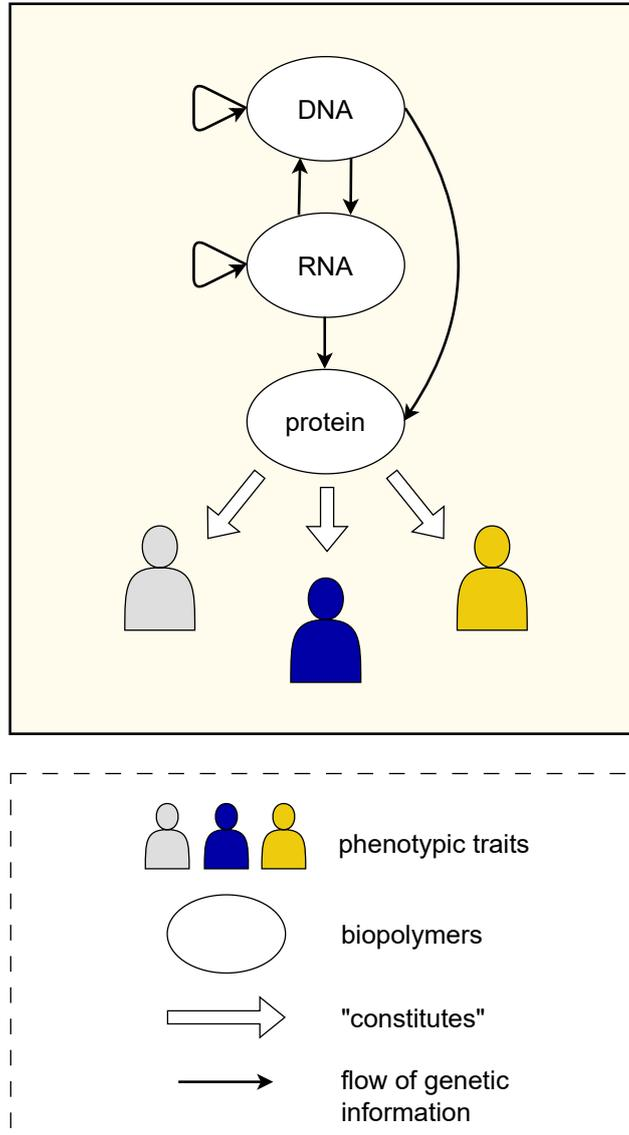 DNA
RNA
protein
phenotypic traits
biopolymers
"constitutes"
flow of genetic
information